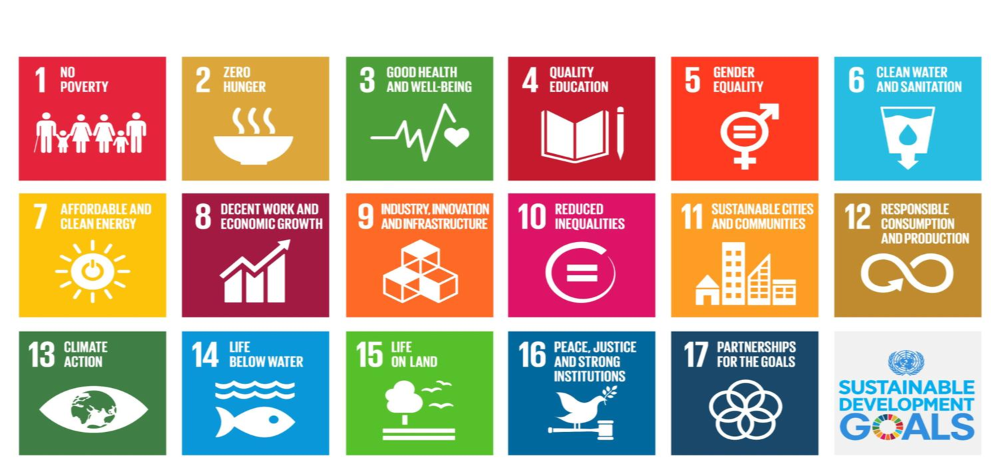 1 NO
POVERTY
2 ZERO
HUNGER
3 GOOD HEALTH
AND WELL-BEING
4 QUALITY
EDUCATION
5 GENDER
EQUALITY
6 CLEAN WATER
AND SANITATION
7 AFFORDABLE AND
CLEAN ENERGY
8 DECENT WORK AND
ECONOMIC GROWTH
9 INDUSTRY, INNOVATION
AND INFRASTRUCTURE
10 REDUCED
INEQUALITIES
11 SUSTAINABLE CITIES
AND COMMUNITIES
12 RESPONSIBLE
CONSUMPTION
AND PRODUCTION
13 CLIMATE
ACTION
14 LIFE
BELOW WATER
15 LIFE
ON LAND
16 PEACE, JUSTICE
AND STRONG
INSTITUTIONS
17 PARTNERSHIPS
FOR THE GOALS
SUSTAINABLE
DEVELOPMENT
GOALS